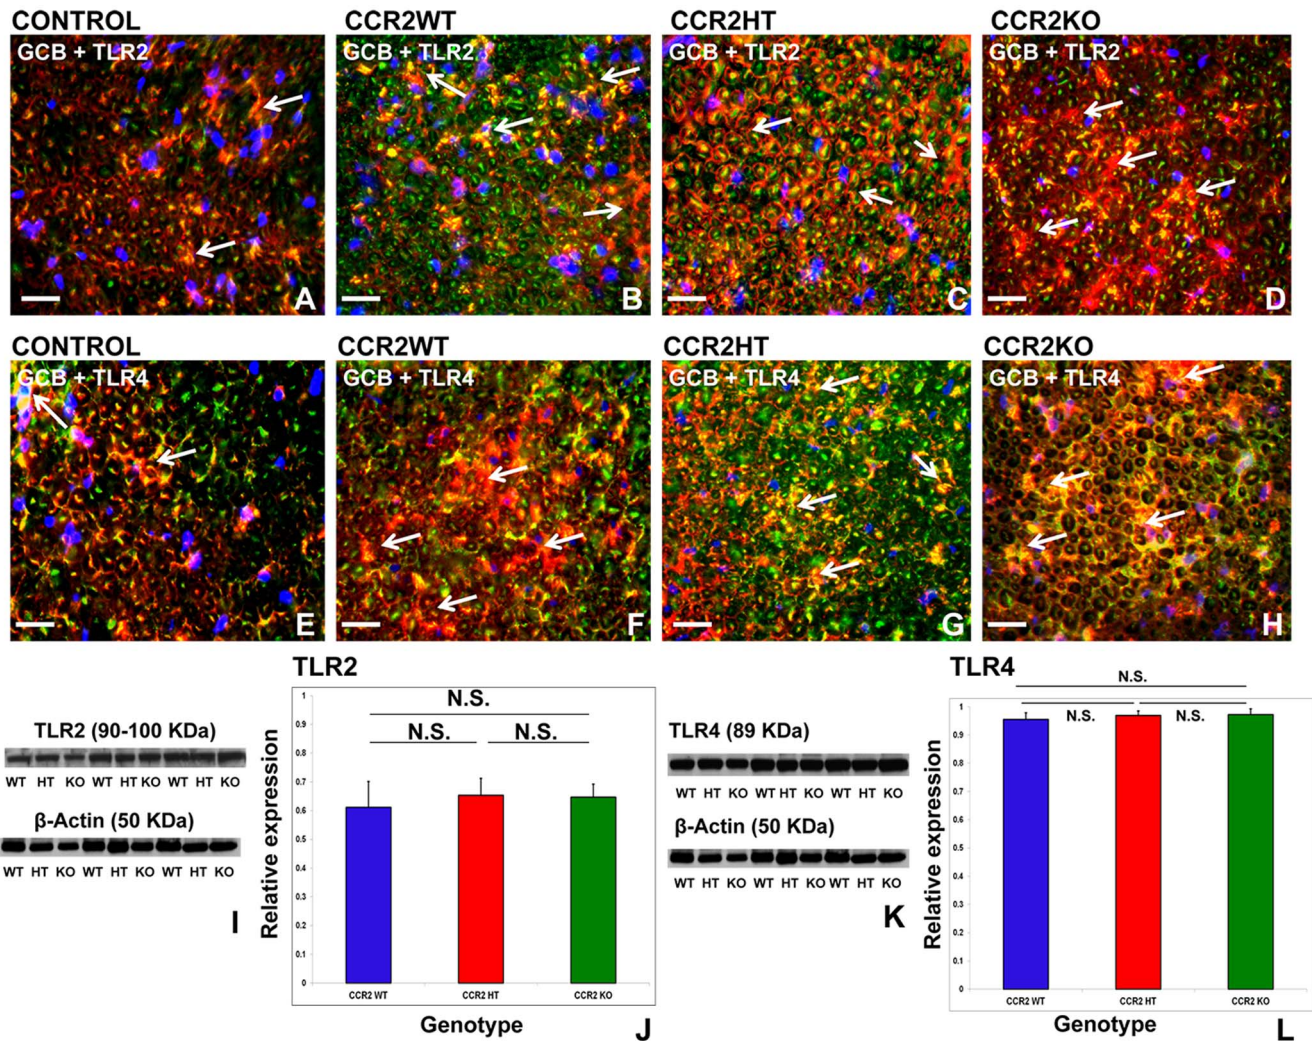 CONTROL
CCR2WT
CCR2HT
CCR2KO
GCB + TLR2
GCB + TLR2
GCB + TLR2
GCB + TLR2
A
B
C
D
CONTROL
CCR2WT
CCR2HT
CCR2KO
GCB + TLR4
GCB + TLR4
GCB + TLR4
GCB + TLR4
E
F
G
H
TLR2 (90-100 KDa)
WT HT KO WT HT KO WT HT KO
β-Actin (50 KDa)
WT HT KO WT HT KO WT HT KO
I
TLR2
N.S.
N.S.
N.S.
Relative expression
1
0.9
0.8
0.7
0.6
0.5
0.4
0.3
0.2
0.1
0
CCR2 WT
CCR2 HT
CCR2 KO
Genotype
J
TLR4 (89 KDa)
WT HT KO WT HT KO WT HT KO
β-Actin (50 KDa)
WT HT KO WT HT KO WT HT KO
K
TLR4
N.S.
N.S.
N.S.
Relative expression
1
0.9
0.8
0.7
0.6
0.5
0.4
0.3
0.2
0.1
0
CCR2 WT
CCR2 HT
CCR2 KO
Genotype
L